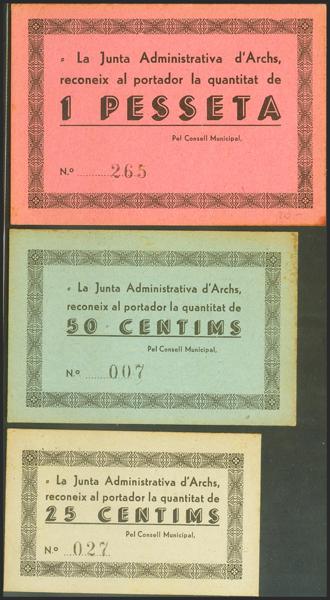 La Junta Administrativa d'Archs,
reconeix al portador la quantitat de
1 PESSETA
Pel Consell Municipal,
N.º ........ 265
La Junta Administrativa d'Archs,
reconeix al portador la quantitat de
50 CENTIMS
Pel Consell Municipal,
N.º ....... 007
La Junta Administrativa d'Archs,
reconeix al portador la quantitat de
25 CENTIMS
Pel Consell Municipal,
N.º ...027